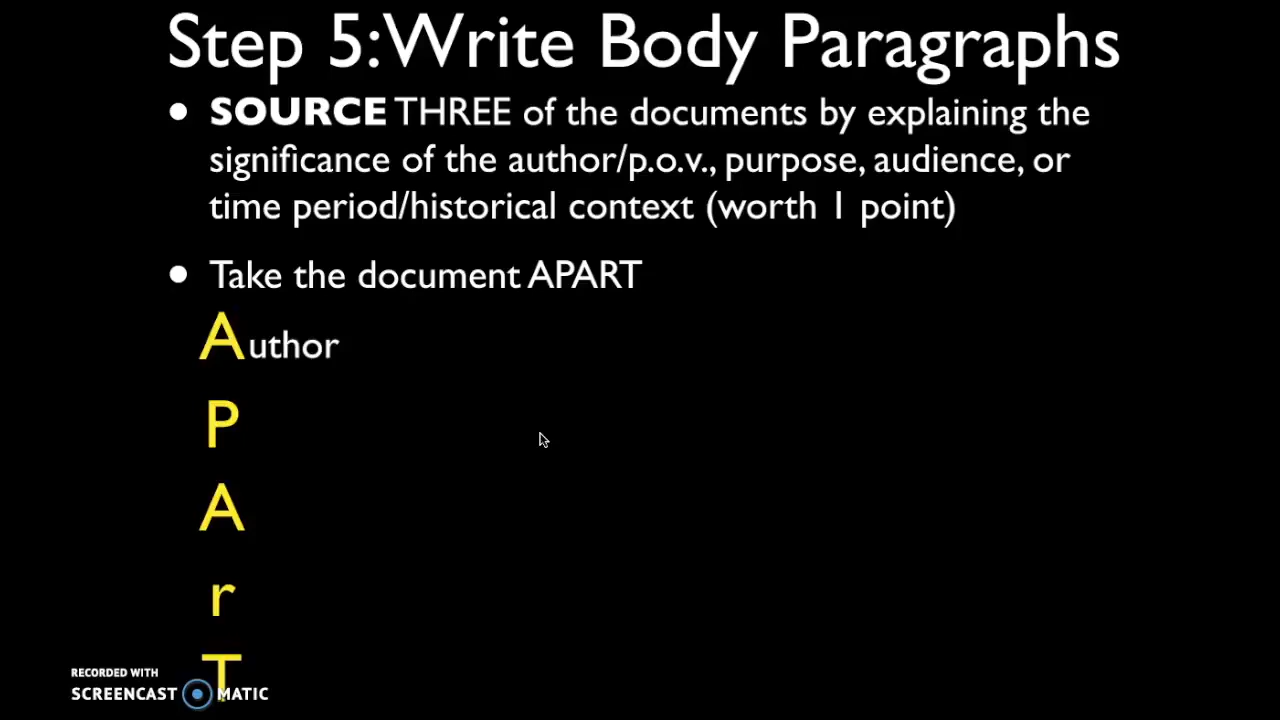 Step 5:Write Body Paragraphs
• SOURCE THREE of the documents by explaining the
significance of the author/p.o.v., purpose, audience, or
time period/historical context (worth 1 point)
• Take the document APART
Author
P
A
r
T
RECORDED WITH
SCREENCAST MATIC